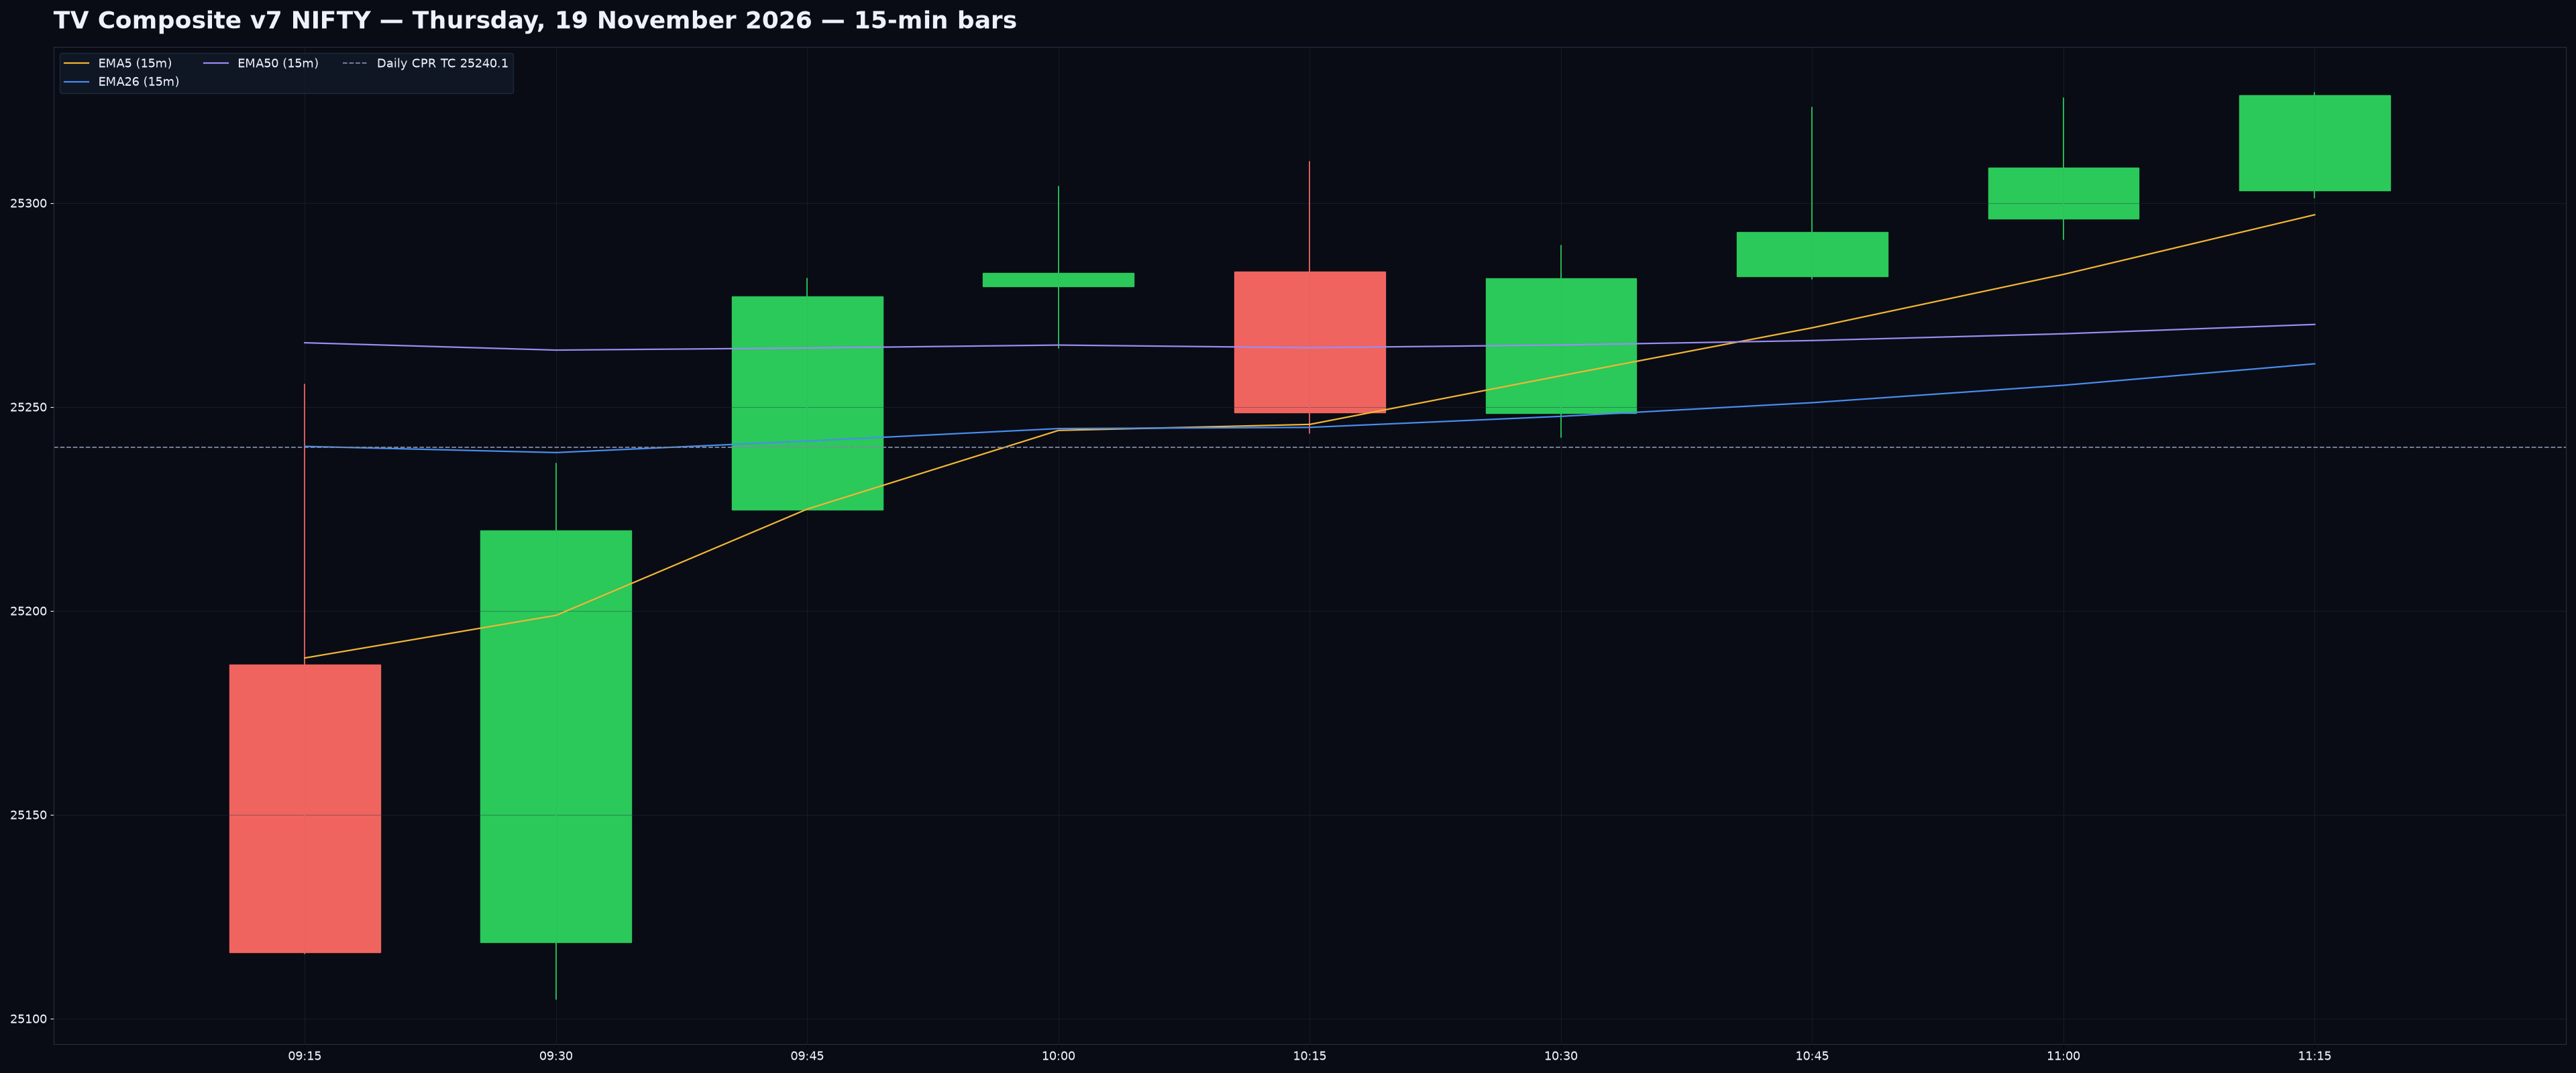 TV Composite v7 NIFTY — Thursday, 19 November 2026 — 15-min bars
EMA5 (15m) EMA50 (15m) Daily CPR TC 25240.1
EMA26 (15m)
25300
25250
25200
25150
25100
09:15 09:30 09:45 10:00 10:15 10:30 10:45 11:00 11:15